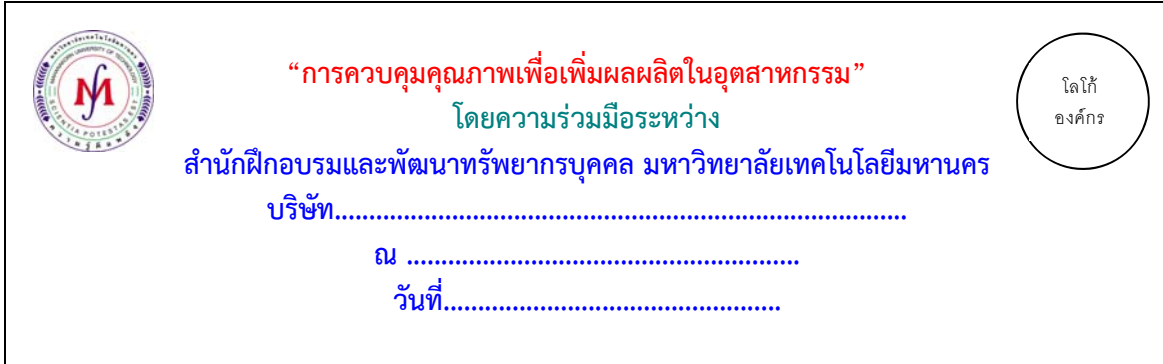 “การควบคุมคุณภาพเพื่อเพิ่มผลผลิตในอุตสาหกรรม”
โดยความร่วมมือระหว่าง
สำนักฝึกอบรมและพัฒนาทรัพยากรบุคคล มหาวิทยาลัยเทคโนโลยีมหานคร
บริษัท...................................................................................
ณ .........................................................
วันที่.................................................
โลโก้
องค์กร